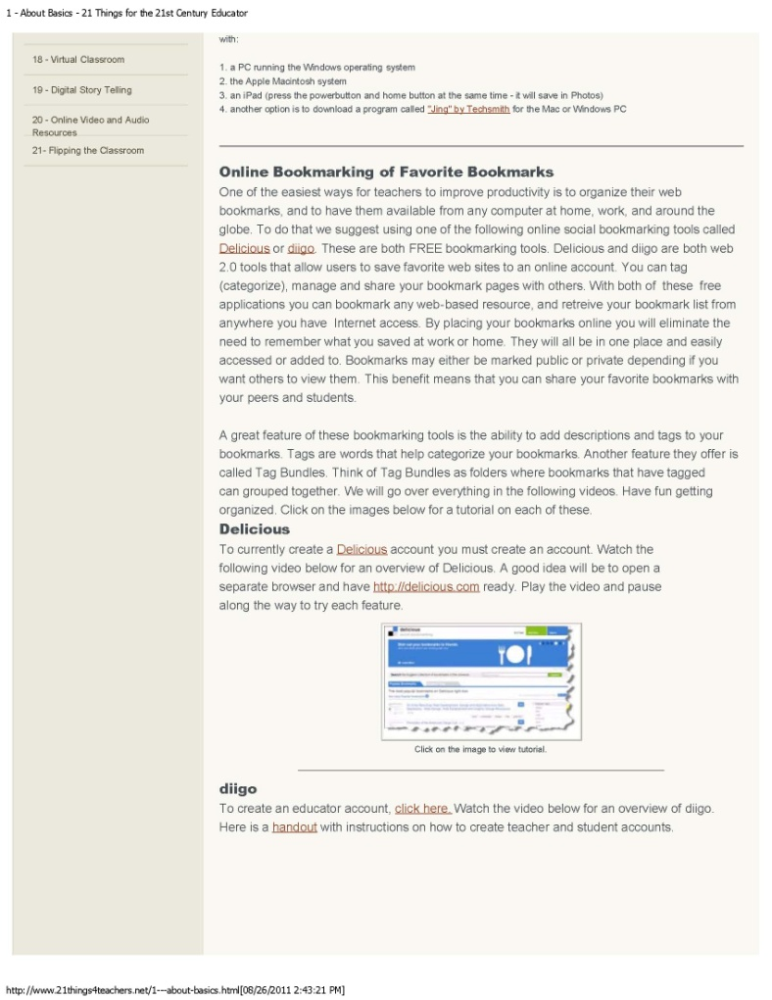 1 - About Basics - 21 Things for the 21st Century Educator
18 - Virtual Classroom
19 - Digital Story Telling
20 - Online Video and Audio
Resources
21- Flipping the Classroom
with:
1. a PC running the Windows operating system
2. the Apple Macintosh system
3. an iPad (press the powerbutton and home button at the same time - it will save in Photos)
4. another option is to download a program called "Jing" by Techsmith for the Mac or Windows PC
Online Bookmarking of Favorite Bookmarks
One of the easiest ways for teachers to improve productivity is to organize their web
bookmarks, and to have them available from any computer at home, work, and around the
globe. To do that we suggest using one of the following online social bookmarking tools called
Delicious or diigo. These are both FREE bookmarking tools. Delicious and diigo are both web
2.0 tools that allow users to save favorite web sites to an online account. You can tag
(categorize), manage and share your bookmark pages with others. With both of these free
applications you can bookmark any web-based resource, and retreive your bookmark list from
anywhere you have Internet access. By placing your bookmarks online you will eliminate the
need to remember what you saved at work or home. They will all be in one place and easily
accessed or added to. Bookmarks may either be marked public or private depending if you
want others to view them. This benefit means that you can share your favorite bookmarks with
your peers and students.
A great feature of these bookmarking tools is the ability to add descriptions and tags to your
bookmarks. Tags are words that help categorize your bookmarks. Another feature they offer is
called Tag Bundles. Think of Tag Bundles as folders where bookmarks that have tagged
can grouped together. We will go over everything in the following videos. Have fun getting
organized. Click on the images below for a tutorial on each of these.
Delicious
To currently create a Delicious account you must create an account. Watch the
following video below for an overview of Delicious. A good idea will be to open a
separate browser and have http://delicious.com ready. Play the video and pause
along the way to try each feature.
delicious
Click on the image to view tutorial.
diigo
To create an educator account, click here. Watch the video below for an overview of diigo.
Here is a handout with instructions on how to create teacher and student accounts.
http://www.21things4teachers.net/1---about-basics.html[08/26/2011 2:43:21 PM]